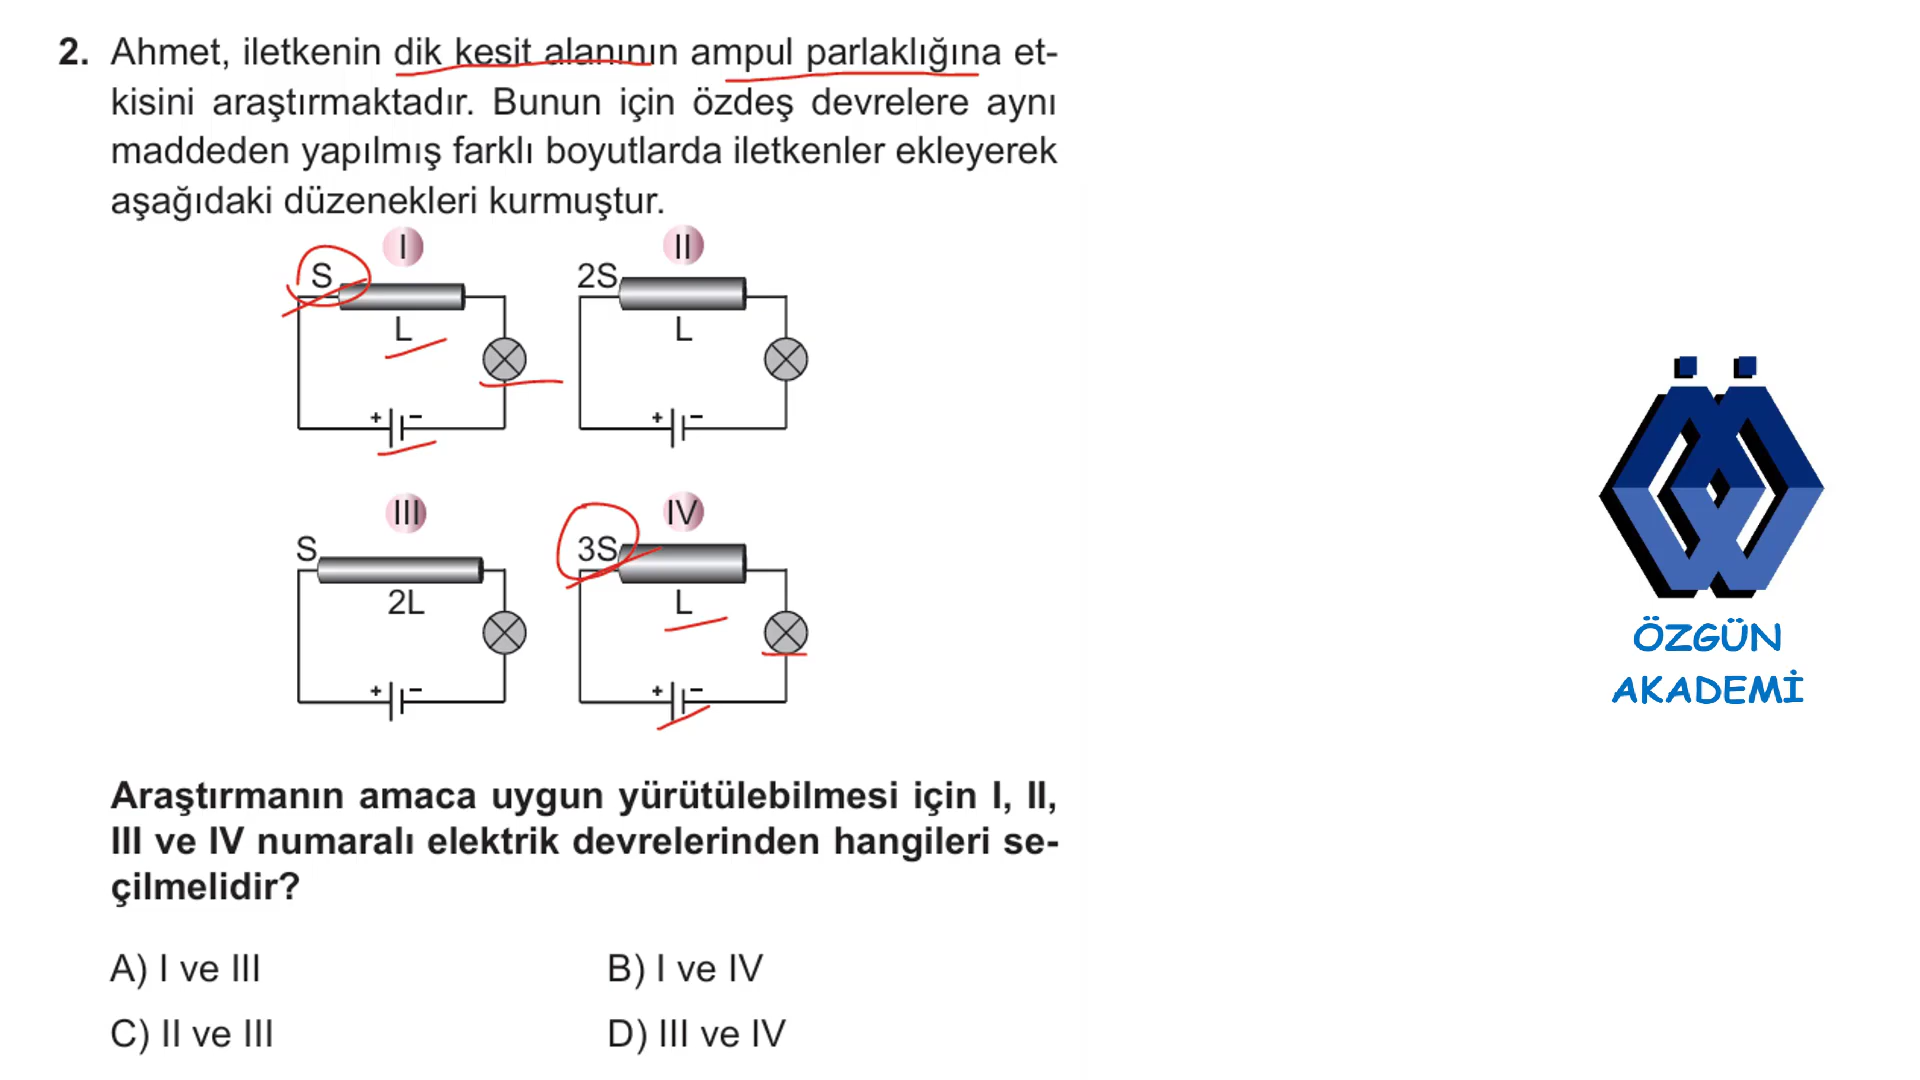 2. Ahmet, iletkenin dik kesit alanının ampul parlaklığına et-
kisini araştırmaktadır. Bunun için özdeş devrelere aynı
maddeden yapılmış farklı boyutlarda iletkenler ekleyerek
aşağıdaki düzenekleri kurmuştur.
I
S
L
+ −
II
2S
L
+ −
III
S
2L
+ −
IV
3S
L
+ −
Araştırmanın amaca uygun yürütülebilmesi için I, II,
III ve IV numaralı elektrik devrelerinden hangileri se-
çilmelidir?
A) I ve III
B) I ve IV
C) II ve III
D) III ve IV
ÖZGÜN
AKADEMİ